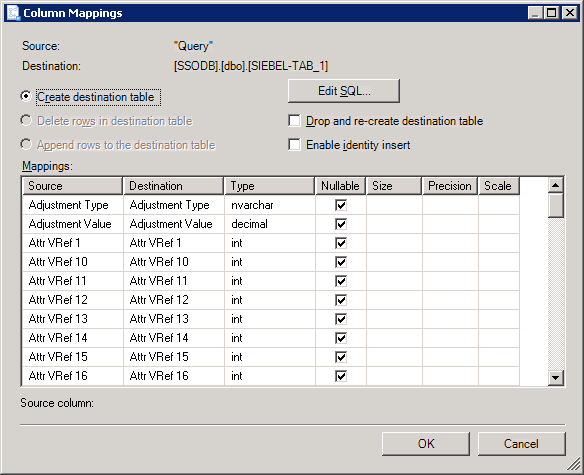 Column Mappings
Source: "Query"
Destination: [SSODB].[dbo].[SIEBEL-TAB_1]
Create destination table
Edit SQL...
Delete rows in destination table
Drop and re-create destination table
Append rows to the destination table
Enable identity insert
Mappings:
Source Destination Type Nullable Size Precision Scale
Adjustment Type Adjustment Type nvarchar
Adjustment Value Adjustment Value decimal
Attr VRef 1 Attr VRef 1 int
Attr VRef 10 Attr VRef 10 int
Attr VRef 11 Attr VRef 11 int
Attr VRef 12 Attr VRef 12 int
Attr VRef 13 Attr VRef 13 int
Attr VRef 14 Attr VRef 14 int
Attr VRef 15 Attr VRef 15 int
Attr VRef 16 Attr VRef 16 int
Source column:
OK Cancel